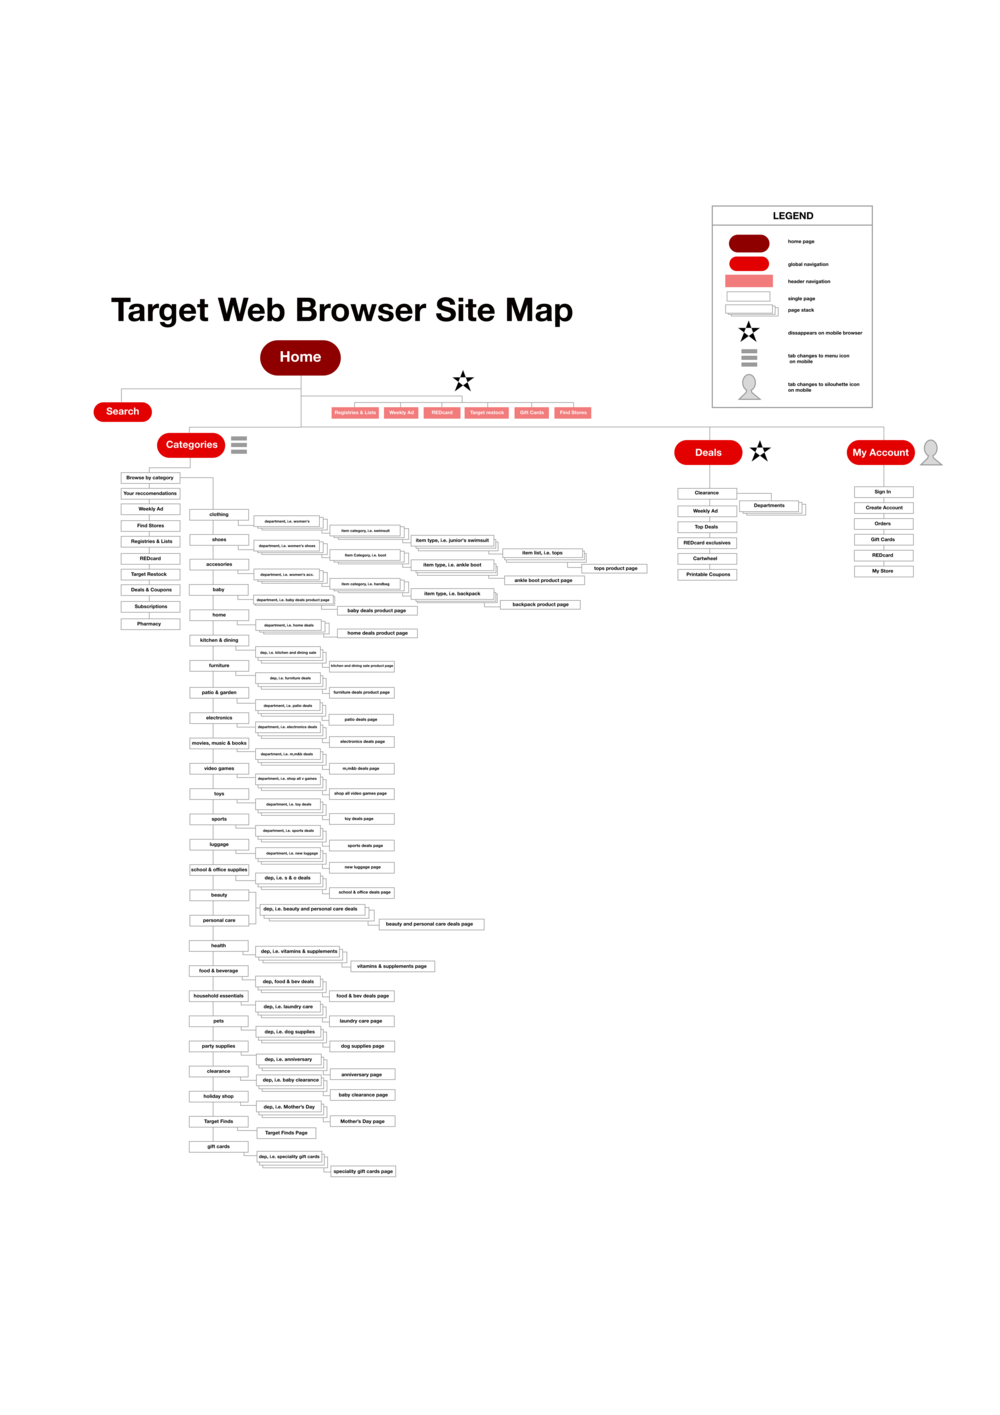 LEGEND
home page
global navigation
header navigation
single page
page stack
dissappears on mobile browser
tab changes to menu icon
on mobile
tab changes to silouhette icon
on mobile
Target Web Browser Site Map
Home
Search
Registries & Lists
Weekly Ad
REDcard
Target restock
Gift Cards
Find Stores
Categories
Deals
My Account
Browse by category
Your reccomendations
Weekly Ad
Find Stores
Registries & Lists
REDcard
Target Restock
Deals & Coupons
Subscriptions
Pharmacy
clothing
department, i.e. women's
item category, i.e. swimsuit
item type, i.e. junior's swimsuit
item list, i.e. tops
tops product page
shoes
department, i.e. women's shoes
Item Category, i.e. boot
item type, i.e. ankle boot
ankle boot product page
accesories
department, i.e. women's acc.
item category, i.e. handbag
item type, i.e. backpack
backpack product page
baby
department, i.e. baby deals product page
baby deals product page
home
department, i.e. home deals
home deals product page
kitchen & dining
dep, i.e. kitchen and dining sale
kitchen and dining sale product page
furniture
dep, i.e. furniture deals
furniture deals product page
patio & garden
department, i.e. patio deals
patio deals page
electronics
department, i.e. electronics deals
electronics deals page
movies, music & books
department, i.e. m,m&b deals
m,m&b deals page
video games
department, i.e. shop all v games
shop all video games page
toys
department, i.e. toy deals
toy deals page
sports
department, i.e. sports deals
sports deals page
luggage
department, i.e. new luggage
new luggage page
school & office supplies
dep, i.e. s & o deals
school & office deals page
beauty
dep, i.e. beauty and personal care deals
beauty and personal care deals page
personal care
health
dep, i.e. vitamins & supplements
vitamins & supplements page
food & beverage
dep, food & bev deals
food & bev deals page
household essentials
dep, i.e. laundry care
laundry care page
pets
dep, i.e. dog supplies
dog supplies page
party supplies
dep, i.e. anniversary
anniversary page
clearance
dep, i.e. baby clearance
baby clearance page
holiday shop
dep, i.e. Mother's Day
Mother's Day page
Target Finds
Target Finds Page
gift cards
dep, i.e. speciality gift cards
speciality gift cards page
Clearance
Departments
Weekly Ad
Top Deals
REDcard exclusives
Cartwheel
Printable Coupons
Sign In
Create Account
Orders
Gift Cards
REDcard
My Store